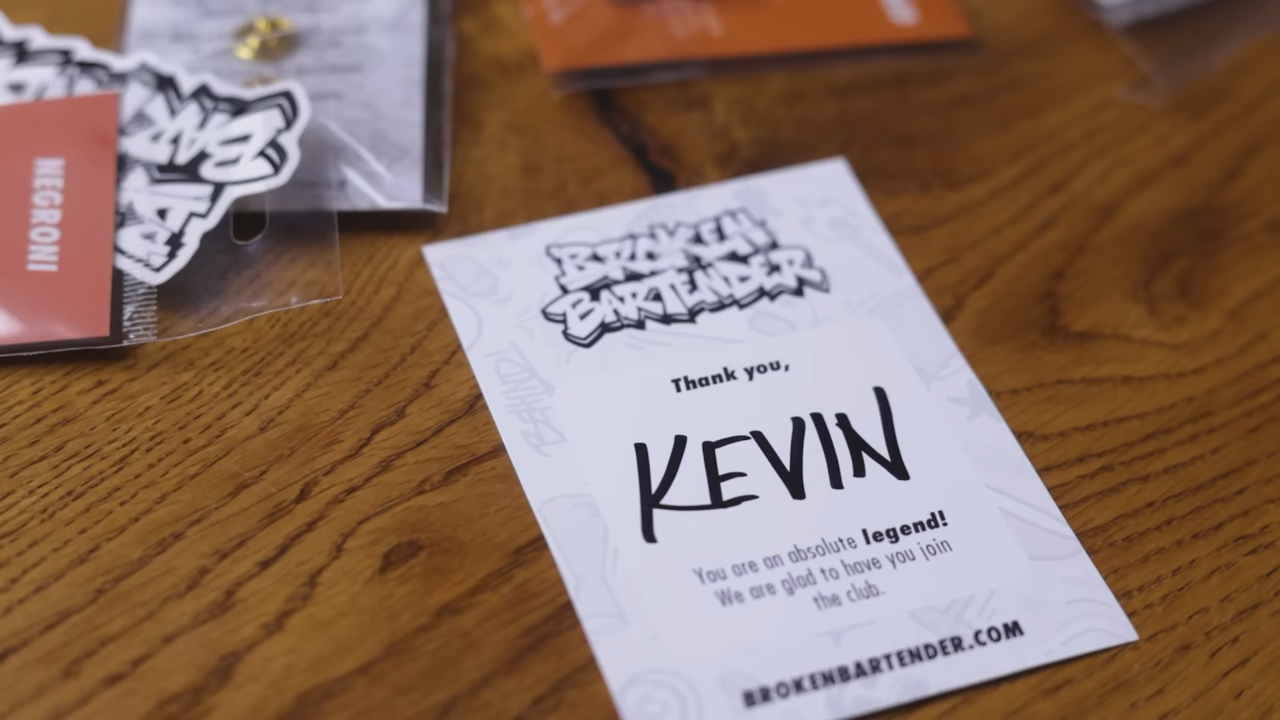 NEGRONI
BROKEN
BARTENDER
BEHIND
Thank you,
KEVIN
You are an absolute legend!
We are glad to have you join
the club.
BROKENBARTENDER.COM